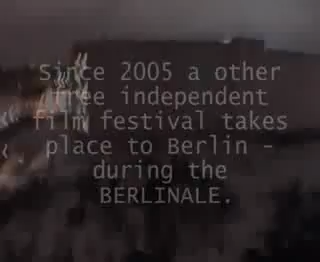 Since 2005 a other
free independent
film festival takes
place to Berlin -
during the
BERLINALE.